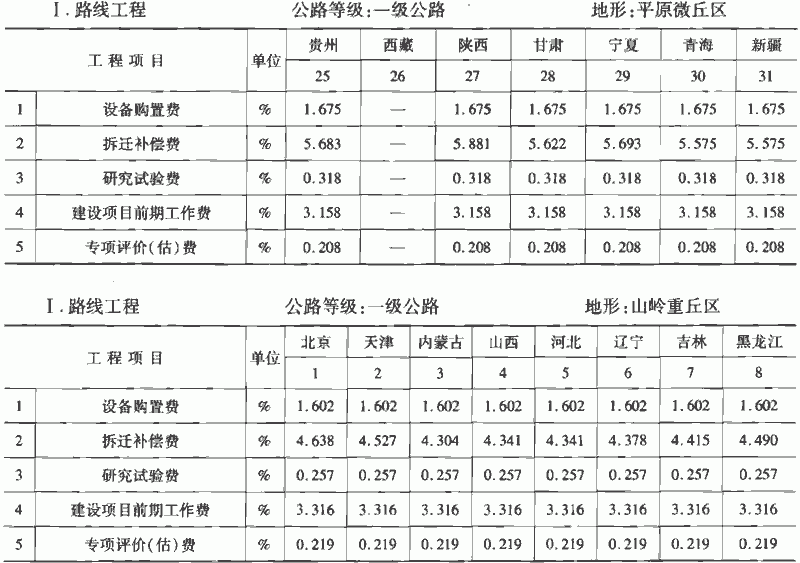 Ⅰ.路线工程 公路等级:一级公路 地形:平原微丘区
工程项目 单位 贵州 西藏 陕西 甘肃 宁夏 青海 新疆
25 26 27 28 29 30 31
1 设备购置费 % 1.675 — 1.675 1.675 1.675 1.675 1.675
2 拆迁补偿费 % 5.683 — 5.881 5.622 5.693 5.575 5.575
3 研究试验费 % 0.318 — 0.318 0.318 0.318 0.318 0.318
4 建设项目前期工作费 % 3.158 — 3.158 3.158 3.158 3.158 3.158
5 专项评价(估)费 % 0.208 — 0.208 0.208 0.208 0.208 0.208
Ⅰ.路线工程 公路等级:一级公路 地形:山岭重丘区
工程项目 单位 北京 天津 内蒙古 山西 河北 辽宁 吉林 黑龙江
1 2 3 4 5 6 7 8
1 设备购置费 % 1.602 1.602 1.602 1.602 1.602 1.602 1.602 1.602
2 拆迁补偿费 % 4.638 4.527 4.304 4.341 4.341 4.378 4.415 4.490
3 研究试验费 % 0.257 0.257 0.257 0.257 0.257 0.257 0.257 0.257
4 建设项目前期工作费 % 3.316 3.316 3.316 3.316 3.316 3.316 3.316 3.316
5 专项评价(估)费 % 0.219 0.219 0.219 0.219 0.219 0.219 0.219 0.219